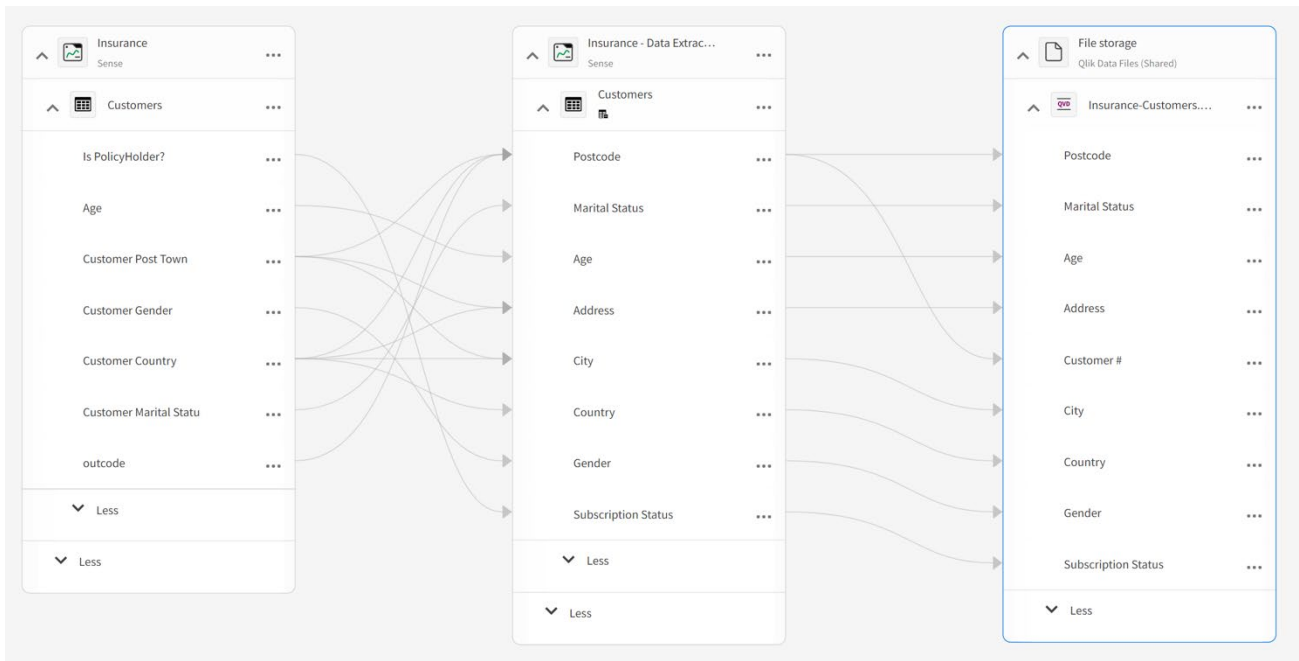 Insurance
Sense
Customers
Is PolicyHolder?
Age
Customer Post Town
Customer Gender
Customer Country
Customer Marital Statu
outcode
Less
Less
Insurance - Data Extrac...
Sense
Customers
Postcode
Marital Status
Age
Address
City
Country
Gender
Subscription Status
Less
Less
File storage
Qlik Data Files (Shared)
QVD
Insurance-Customers....
Postcode
Marital Status
Age
Address
Customer #
City
Country
Gender
Subscription Status
Less